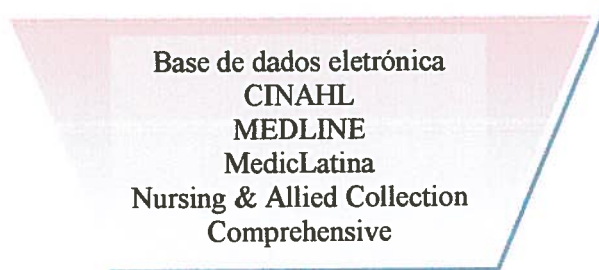 Base de dados eletrónica
CINAHL
MEDLINE
MedicLatina
Nursing & Allied Collection
Comprehensive